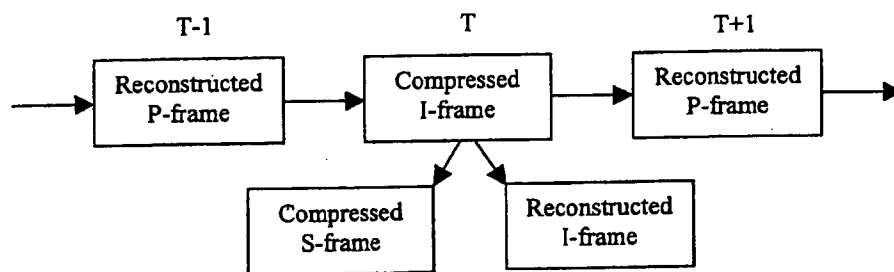 T-1
T
T+1
Reconstructed
P-frame
Compressed
I-frame
Reconstructed
P-frame
Compressed
S-frame
Reconstructed
I-frame